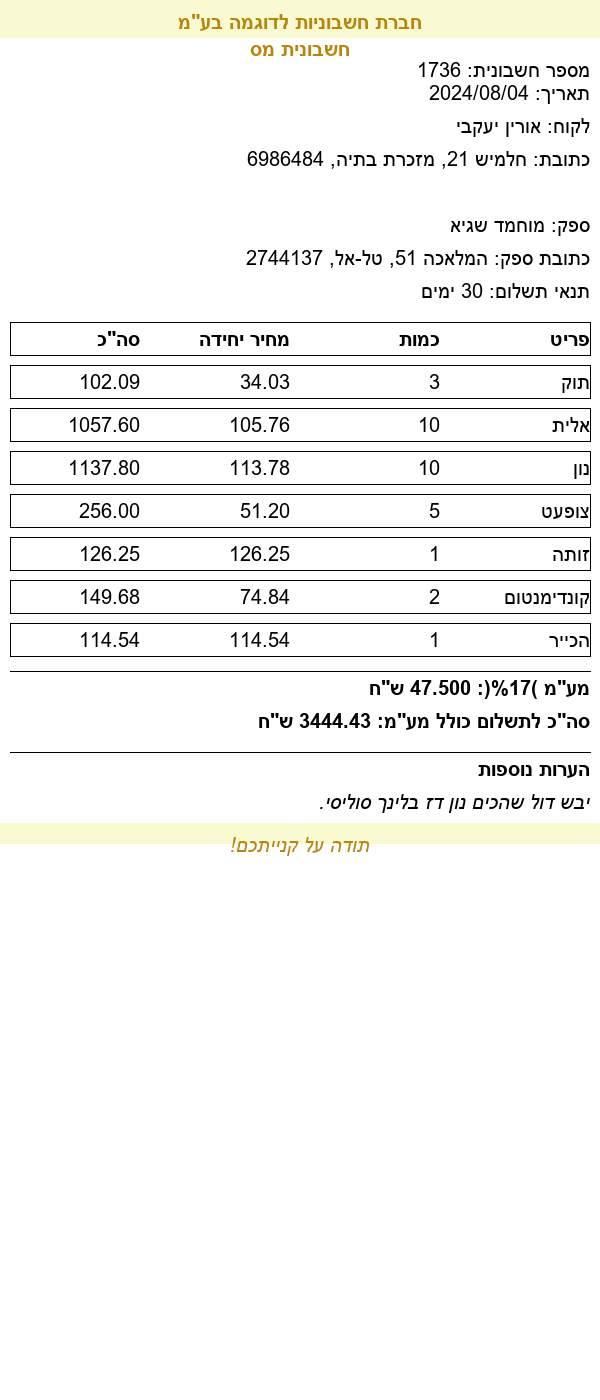 חברת חשבוניות לדוגמה בע"מ
חשבונית מס
מספר חשבונית: 1736
תאריך: 2024/08/04
לקוח: אורין יעקבי
כתובת: חלמיש 21, מזכרת בתיה, 6986484
ספק: מוחמד שגיא
כתובת ספק: המלאכה 51, טל-אל, 2744137
תנאי תשלום: 30 ימים
פריט כמות מחיר יחידה סה"כ
תוק 3 34.03 102.09
אלית 10 105.76 1057.60
נון 10 113.78 1137.80
צופעט 5 51.20 256.00
זותה 1 126.25 126.25
קונדימנטום 2 74.84 149.68
הכייר 1 114.54 114.54
מע"מ )17%(: 500.47 ש"ח
סה"כ לתשלום כולל מע"מ: 3444.43 ש"ח
הערות נוספות
יבש דול שהכים נון דז בלינך סוליסי.
תודה על קנייתכם!